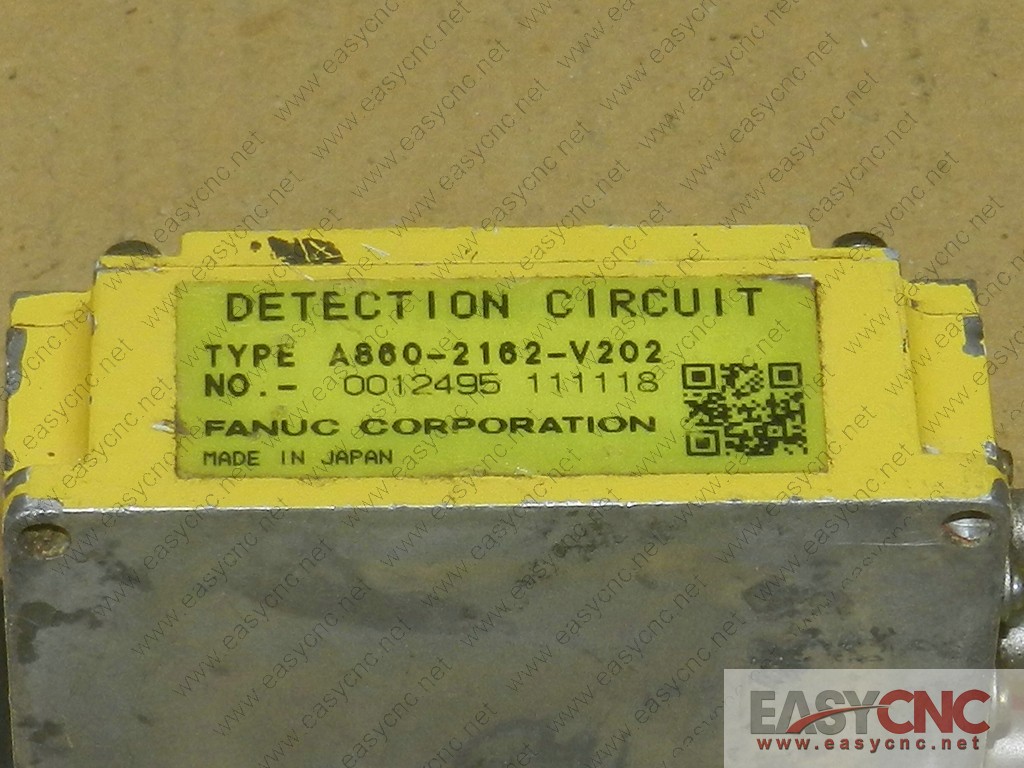 DETECTION CIRCUIT
TYPE A860-2162-V202
NO.- 0012495 111118
FANUC CORPORATION
MADE IN JAPAN
EASYCNC
www.easycnc.net